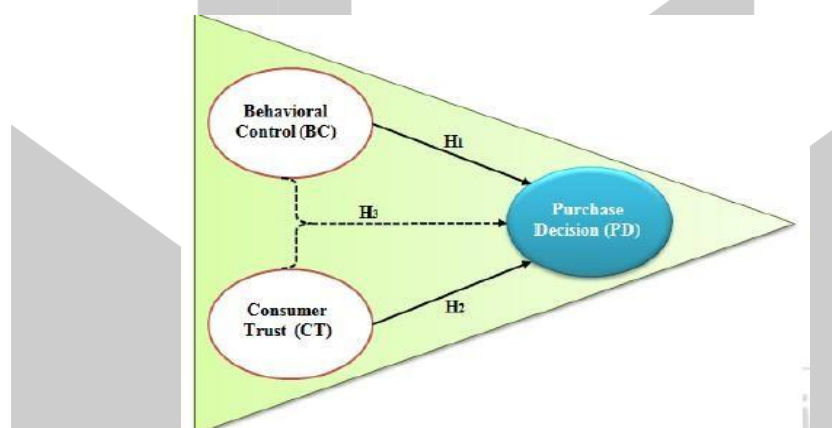 Behavioral
Control (BC)
H1
H3
Purchase
Decision (PD)
Consumer
Trust (CT)
H2